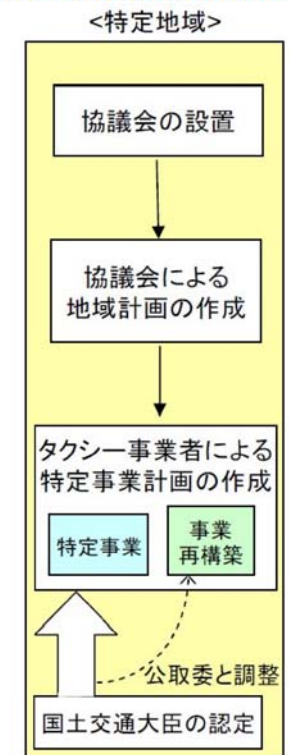 <特定地域>
協議会の設置
協議会による
地域計画の作成
タクシー事業者による
特定事業計画の作成
特定事業
事業
再構築
公取委と調整
国土交通大臣の認定